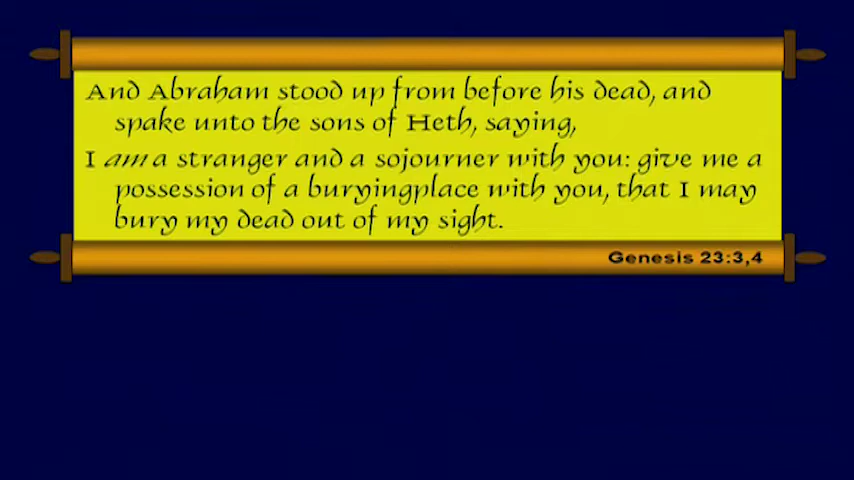 And Abraham stood up from before his dead, and
spake unto the sons of Heth, saying,
I am a stranger and a sojourner with you: give me a
possession of a buryingplace with you, that I may
bury my dead out of my sight.
Genesis 23:3,4